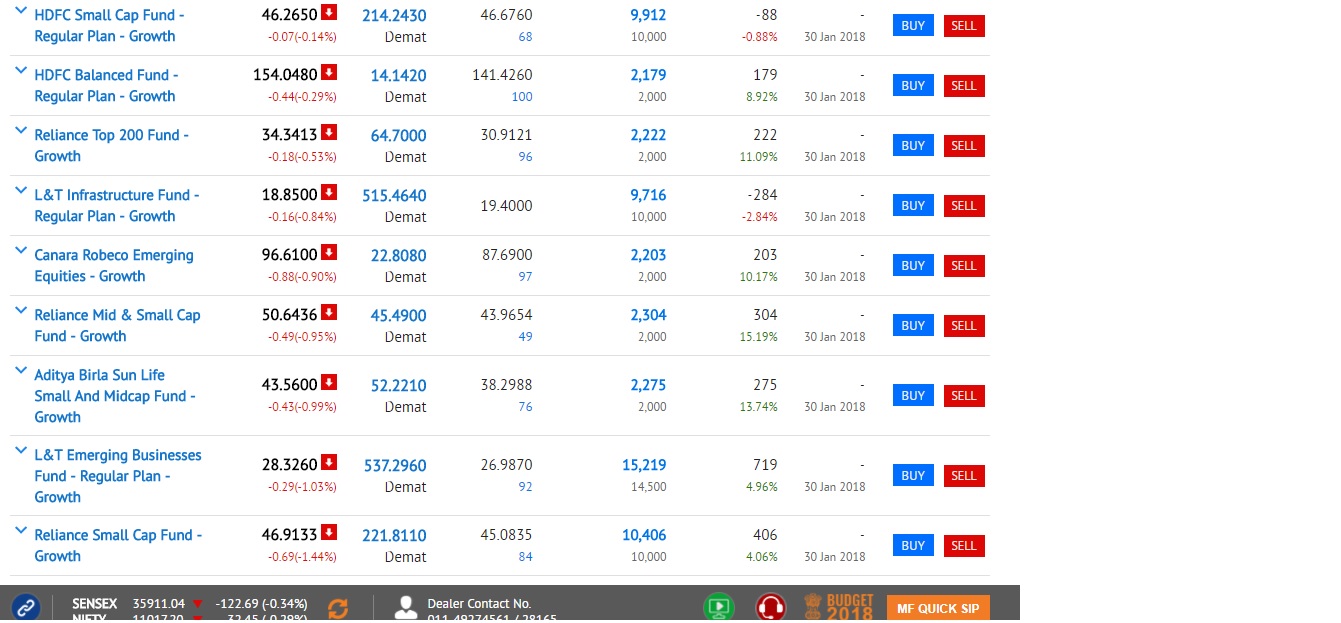 HDFC Small Cap Fund - 46.2650 214.2430 46.6760 9,912 -88 - BUY SELL
Regular Plan - Growth -0.07(-0.14%) Demat 68 10,000 -0.88% 30 Jan 2018
HDFC Balanced Fund - 154.0480 14.1420 141.4260 2,179 179 - BUY SELL
Regular Plan - Growth -0.44(-0.29%) Demat 100 2,000 8.92% 30 Jan 2018
Reliance Top 200 Fund - 34.3413 64.7000 30.9121 2,222 222 - BUY SELL
Growth -0.18(-0.53%) Demat 96 2,000 11.09% 30 Jan 2018
L&T Infrastructure Fund - 18.8500 515.4640 19.4000 9,716 -284 - BUY SELL
Regular Plan - Growth -0.16(-0.84%) Demat 10,000 -2.84% 30 Jan 2018
Canara Robeco Emerging 96.6100 22.8080 87.6900 2,203 203 - BUY SELL
Equities - Growth -0.88(-0.90%) Demat 97 2,000 10.17% 30 Jan 2018
Reliance Mid & Small Cap 50.6436 45.4900 43.9654 2,304 304 - BUY SELL
Fund - Growth -0.49(-0.95%) Demat 49 2,000 15.19% 30 Jan 2018
Aditya Birla Sun Life 43.5600 52.2210 38.2988 2,275 275 - BUY SELL
Small And Midcap Fund - -0.43(-0.99%) Demat 76 2,000 13.74% 30 Jan 2018
Growth
L&T Emerging Businesses 28.3260 537.2960 26.9870 15,219 719 - BUY SELL
Fund - Regular Plan - -0.29(-1.03%) Demat 92 14,500 4.96% 30 Jan 2018
Growth
Reliance Small Cap Fund - 46.9133 221.8110 45.0835 10,406 406 - BUY SELL
Growth -0.69(-1.44%) Demat 84 10,000 4.06% 30 Jan 2018
SENSEX 35911.04 -122.69 (-0.34%) Dealer Contact No. BUDGET MF QUICK SIP
NIFTY 11017.20 -32.45 (-0.29%) 011-49274561 / 28165 2018